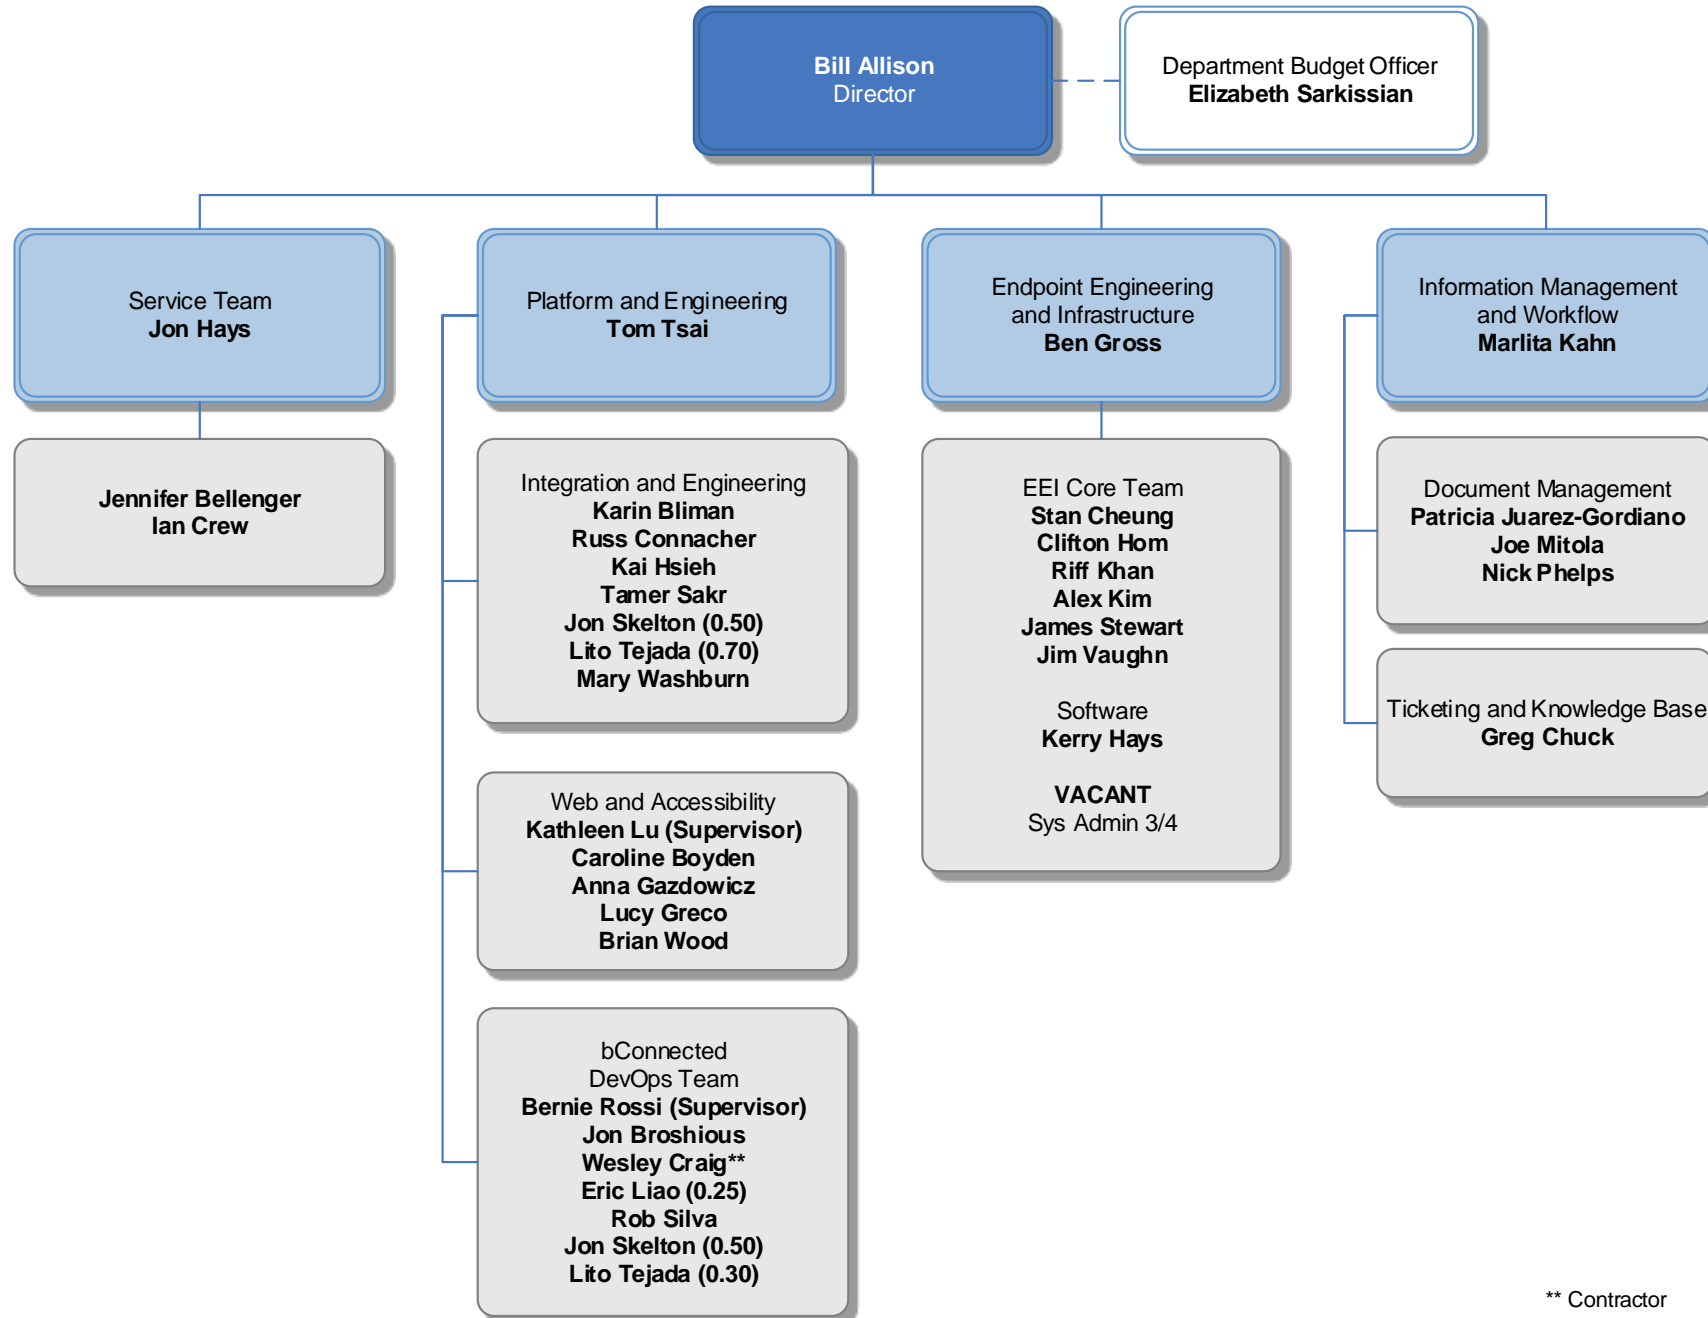 Bill Allison
Director
Department Budget Officer
Elizabeth Sarkissian
Service Team
Jon Hays
Platform and Engineering
Tom Tsai
Endpoint Engineering
and Infrastructure
Ben Gross
Information Management
and Workflow
Marlita Kahn
Jennifer Bellenger
Ian Crew
Integration and Engineering
Karin Bliman
Russ Connacher
Kai Hsieh
Tamer Sakr
Jon Skelton (0.50)
Lito Tejada (0.70)
Mary Washburn
Web and Accessibility
Kathleen Lu (Supervisor)
Caroline Boyden
Anna Gazdowicz
Lucy Greco
Brian Wood
bConnected
DevOps Team
Bernie Rossi (Supervisor)
Jon Broshious
Wesley Craig**
Eric Liao (0.25)
Rob Silva
Jon Skelton (0.50)
Lito Tejada (0.30)
EEI Core Team
Stan Cheung
Clifton Hom
Riff Khan
Alex Kim
James Stewart
Jim Vaughn
Software
Kerry Hays
VACANT
Sys Admin 3/4
Document Management
Patricia Juarez-Gordiano
Joe Mitola
Nick Phelps
Ticketing and Knowledge Base
Greg Chuck
** Contractor